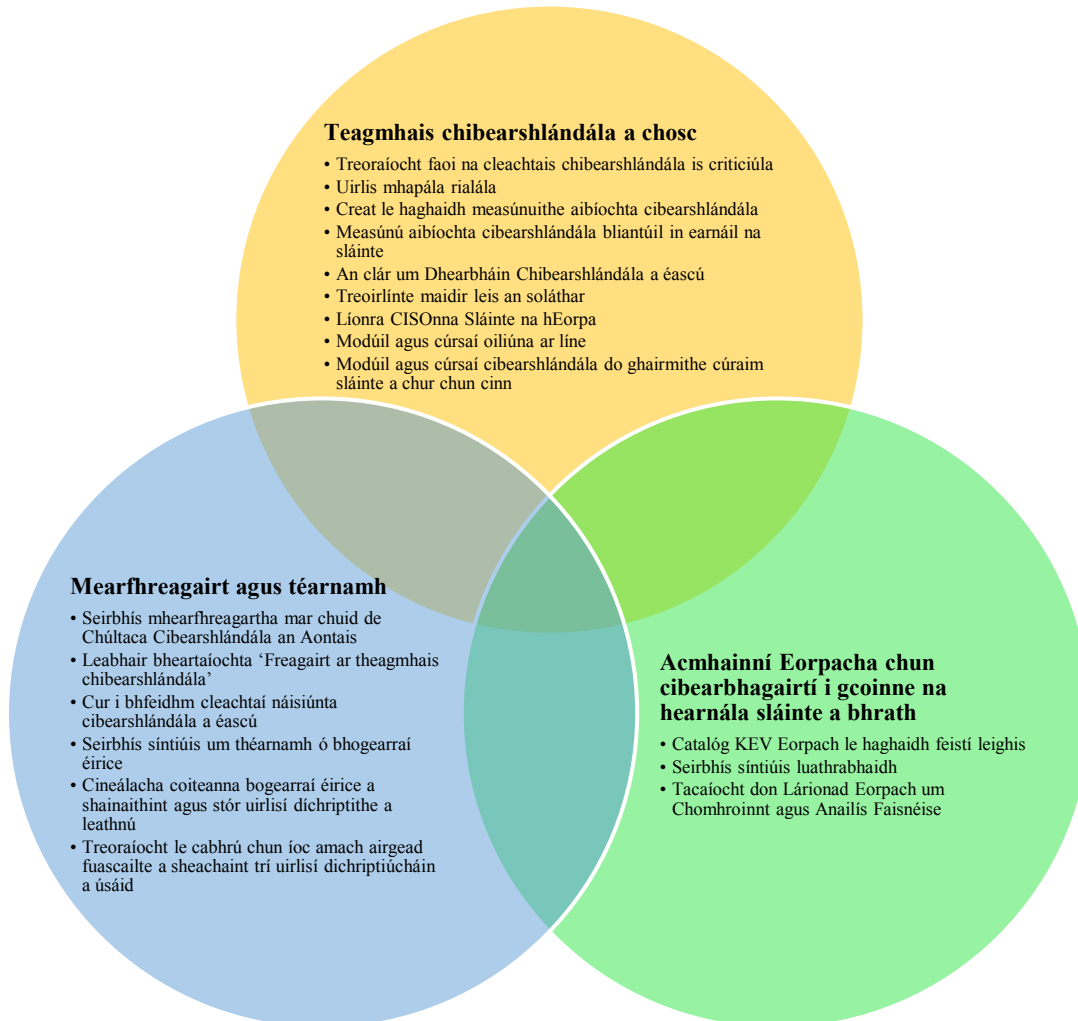 Teagmhais chibearshlándála a chosc
• Treoraíocht faoi na cleachtais chibearshlándála is criticiúla
• Uirlis mhapála rialála
• Creat le haghaidh measúnuithe aibíochta cibearshlándála
• Measúnú aibíochta cibearshlándála bliantúil in earnáil na
sláinte
• An clár um Dhearbháin Chibearshlándála a éascú
• Treoirlínte maidir leis an soláthar
• Líonra CISOnna Sláinte na hEorpa
• Modúil agus cúrsaí oiliúna ar líne
• Modúil agus cúrsaí cibearshlándála do ghairmithe cúraim
sláinte a chur chun cinn
Mearfhreagairt agus téarnamh
• Seirbhís mhearfhreagartha mar chuid de
Chúltaca Cibearshlándála an Aontais
• Leabhair bheartaíochta ‘Freagairt ar theagmhais
chibearshlándála’
• Cur i bhfeidhm cleachtaí náisiúnta
cibearshlándála a éascú
• Seirbhís síntiúis um théarnamh ó bhogearraí
éirice
• Cineálacha coiteanna bogearraí éirice a
shainaithint agus stór uirlisí díchriptithe a
leathnú
• Treoraíocht le cabhrú chun íoc amach airgead
fuascailte a sheachaint trí uirlisí dichriptiúcháin
a úsáid
Acmhainní Eorpacha chun
cibearbhagairtí i gcoinne na
hearnála sláinte a bhrath
• Catalóg KEV Eorpach le haghaidh feistí leighis
• Seirbhís síntiúis luathrabhaidh
• Tacaíocht don Lárionad Eorpach um
Chomhroinnt agus Anailís Faisnéise